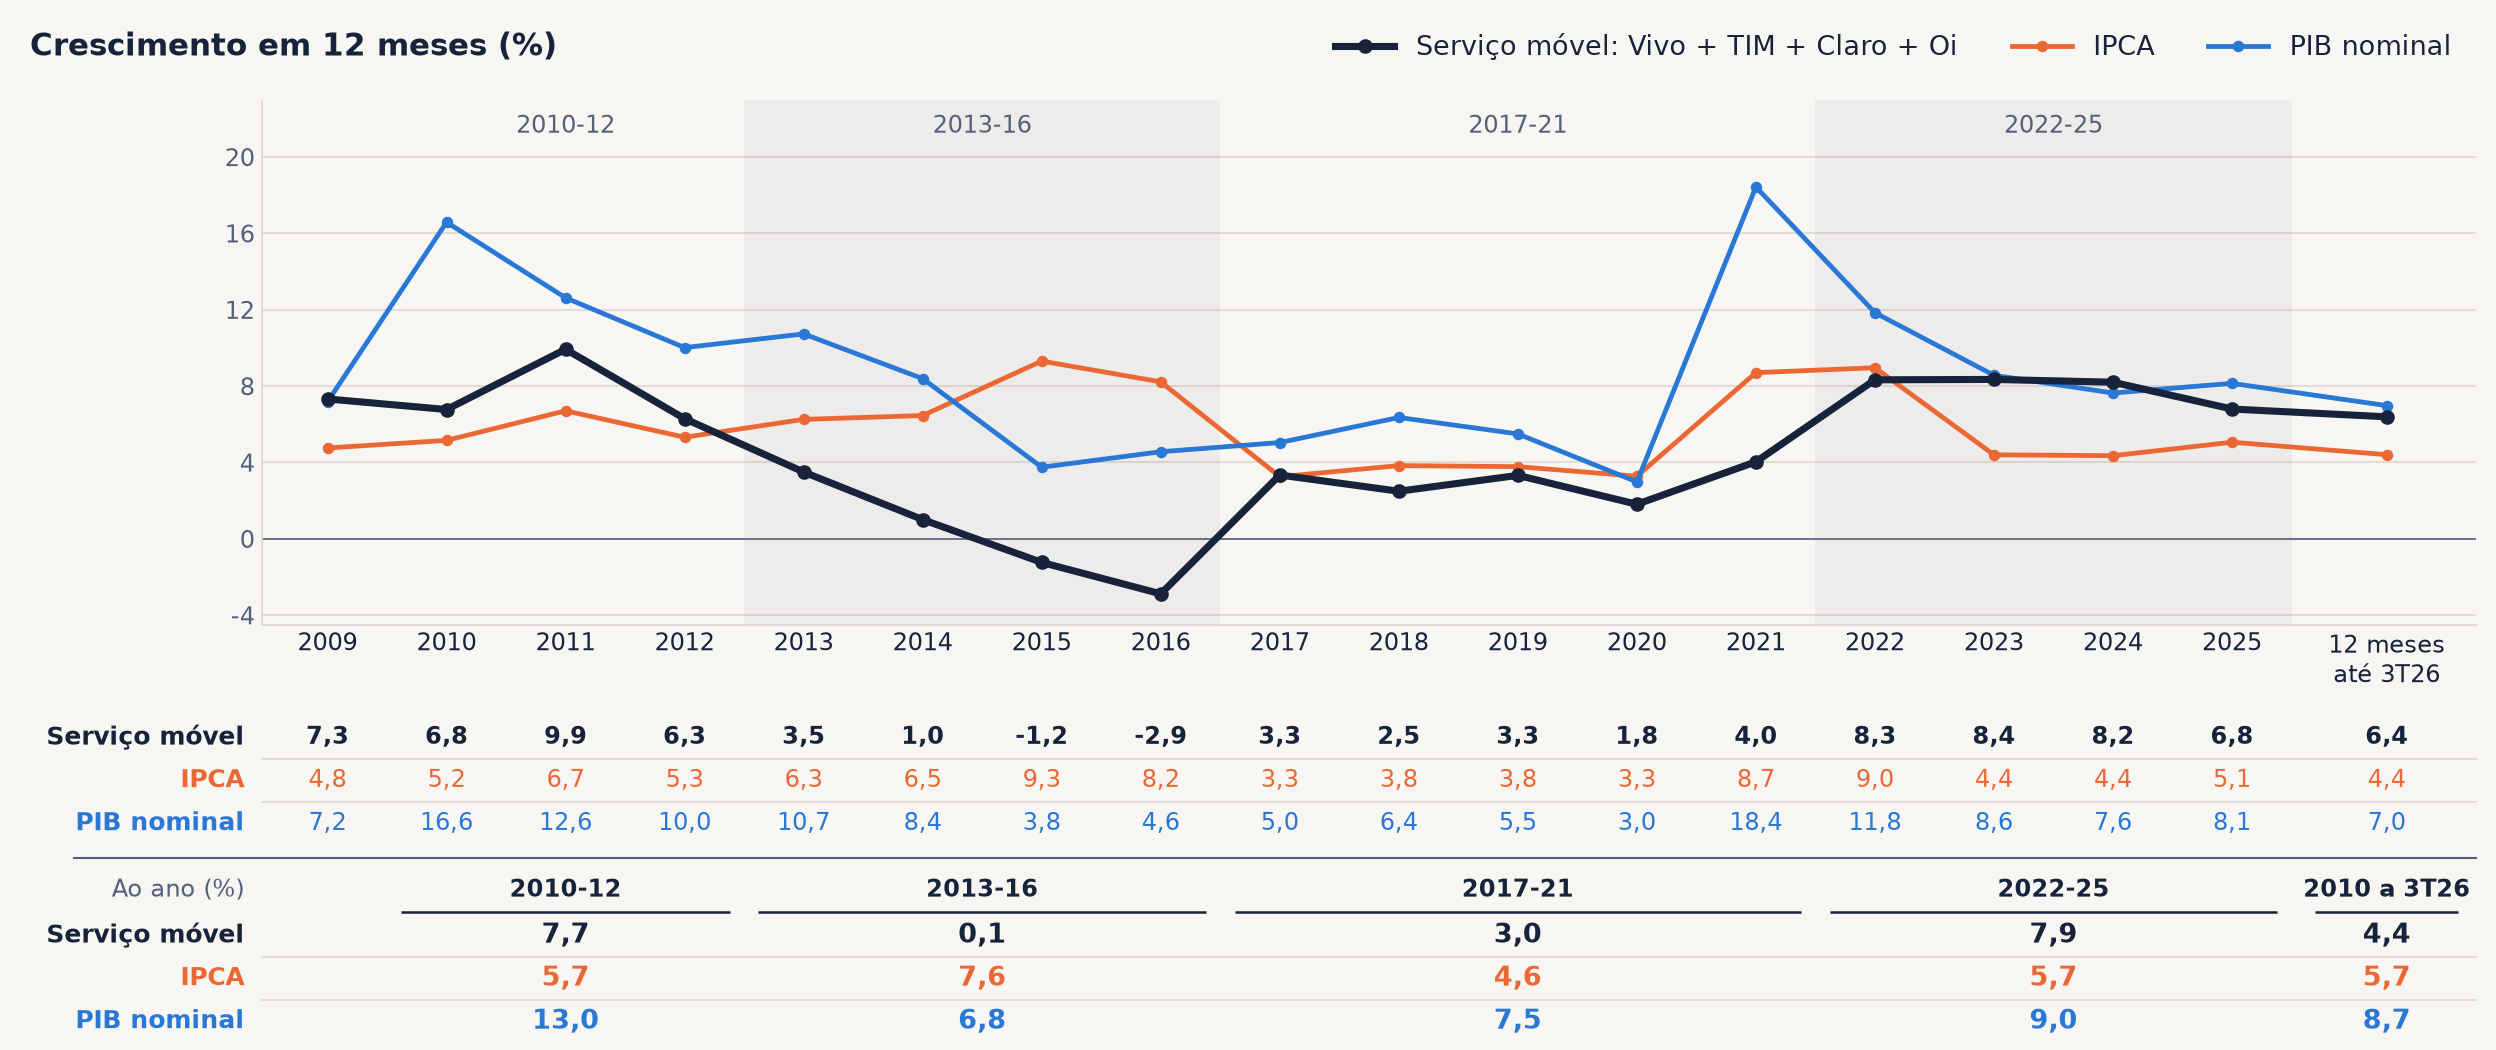 Crescimento em 12 meses (%)
Serviço móvel: Vivo + TIM + Claro + Oi IPCA PIB nominal
2010-12 2013-16 2017-21 2022-25
20
16
12
8
4
0
-4
2009 2010 2011 2012 2013 2014 2015 2016 2017 2018 2019 2020 2021 2022 2023 2024 2025 12 meses
até 3T26
Serviço móvel 7,3 6,8 9,9 6,3 3,5 1,0 -1,2 -2,9 3,3 2,5 3,3 1,8 4,0 8,3 8,4 8,2 6,8 6,4
IPCA 4,8 5,2 6,7 5,3 6,3 6,5 9,3 8,2 3,3 3,8 3,8 3,3 8,7 9,0 4,4 4,4 5,1 4,4
PIB nominal 7,2 16,6 12,6 10,0 10,7 8,4 3,8 4,6 5,0 6,4 5,5 3,0 18,4 11,8 8,6 7,6 8,1 7,0
Ao ano (%) 2010-12 2013-16 2017-21 2022-25 2010 a 3T26
Serviço móvel 7,7 0,1 3,0 7,9 4,4
IPCA 5,7 7,6 4,6 5,7 5,7
PIB nominal 13,0 6,8 7,5 9,0 8,7